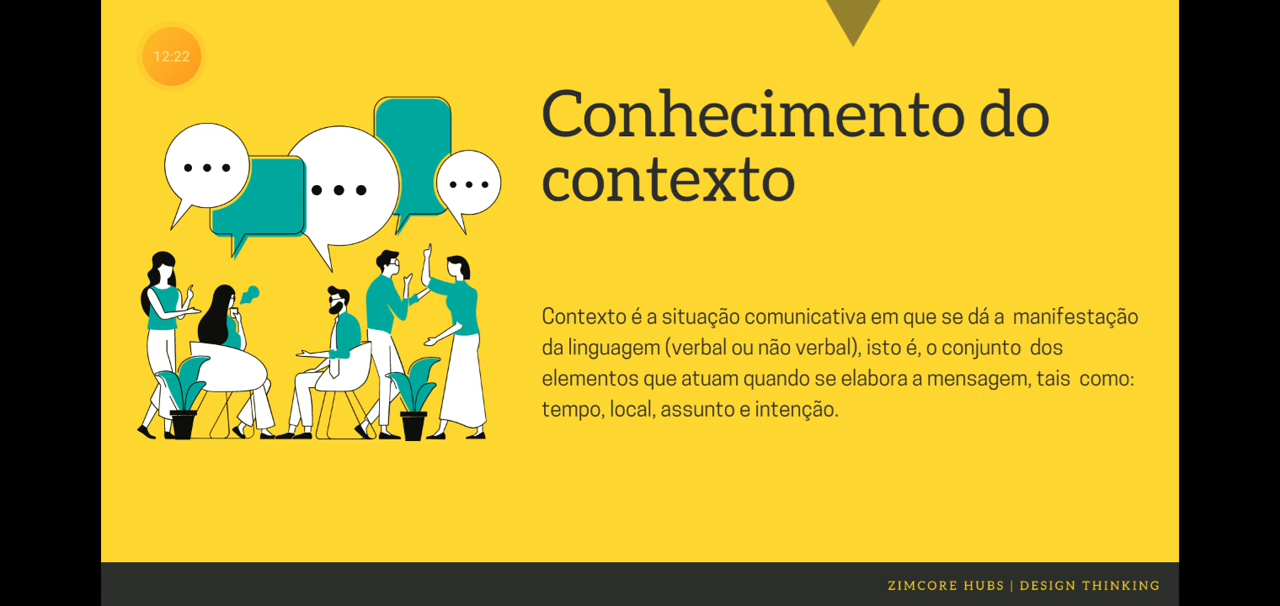 12:22
Conhecimento do
contexto
Contexto é a situação comunicativa em que se dá a manifestação
da linguagem (verbal ou não verbal), isto é, o conjunto dos
elementos que atuam quando se elabora a mensagem, tais como:
tempo, local, assunto e intenção.
ZIMCORE HUBS | DESIGN THINKING